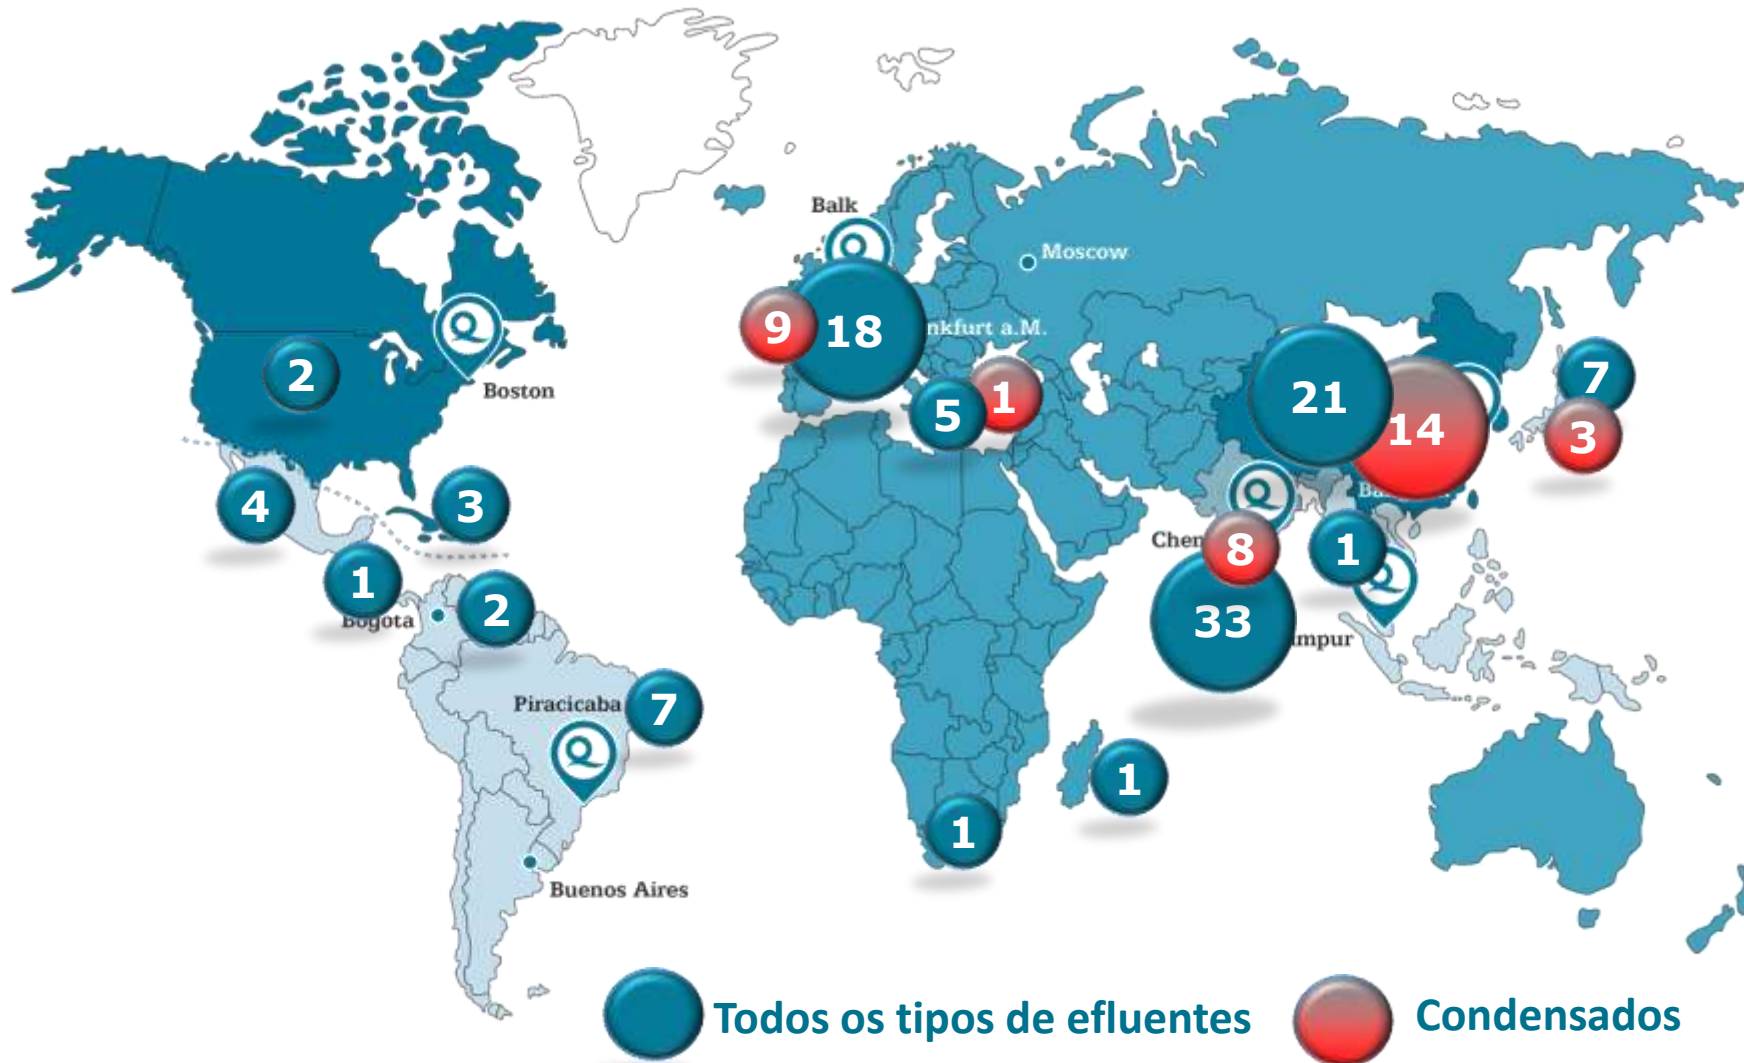 Balk
Moscow
9
18
nkfurt a.M.
2
Boston
5
1
21
14
7
3
4
3
Chen
8
1
1
Bogota
2
33
mpur
Piracicaba
7
1
1
Buenos Aires
Todos os tipos de efluentes
Condensados